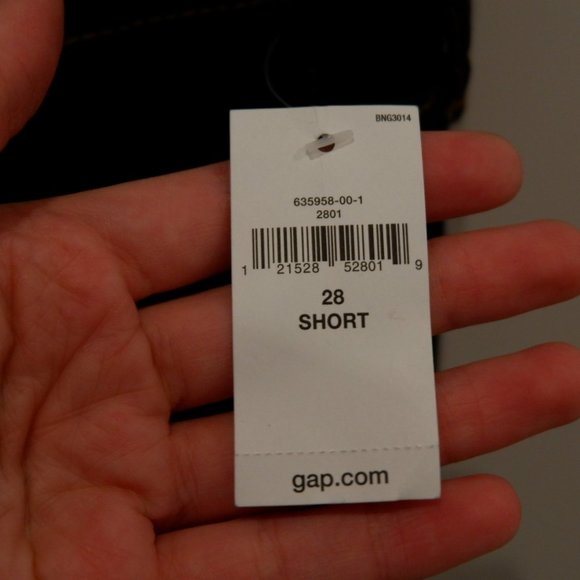 BNG3014
635958-00-1
2801
1 21528 52801 9
28
SHORT
gap.com